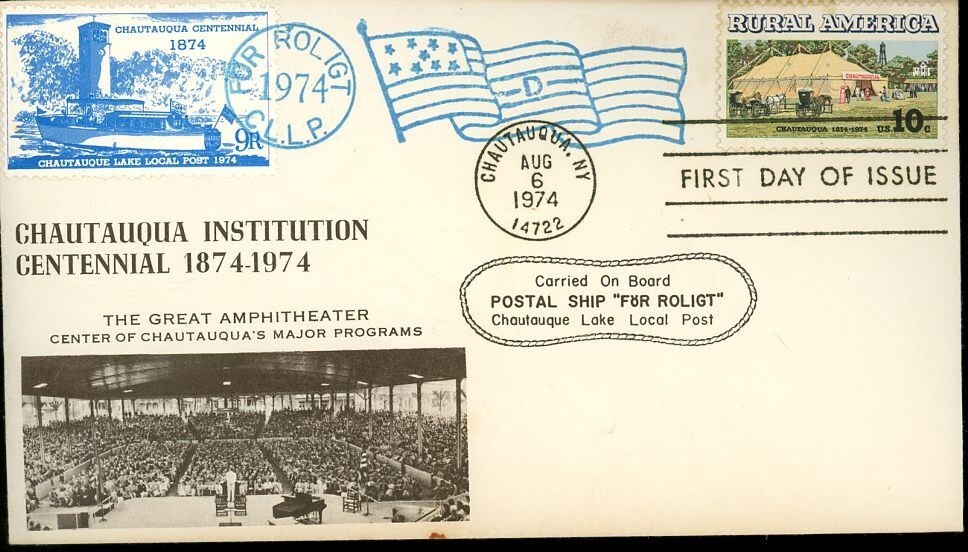 CHAUTAUQUA CENTENNIAL
1874
9R
CHAUTAUQUE LAKE LOCAL POST 1974
FÖR ROLIGT
1974
C.L.L.P.
D
RURAL AMERICA
CHAUTAUQUA
CHAUTAUQUA 1874-1974
U.S. 10c
CHAUTAUQUA, NY
AUG
6
1974
14722
FIRST DAY OF ISSUE
CHAUTAUQUA INSTITUTION
CENTENNIAL 1874-1974
Carried On Board
POSTAL SHIP "FÖR ROLIGT"
Chautauque Lake Local Post
THE GREAT AMPHITHEATER
CENTER OF CHAUTAUQUA'S MAJOR PROGRAMS